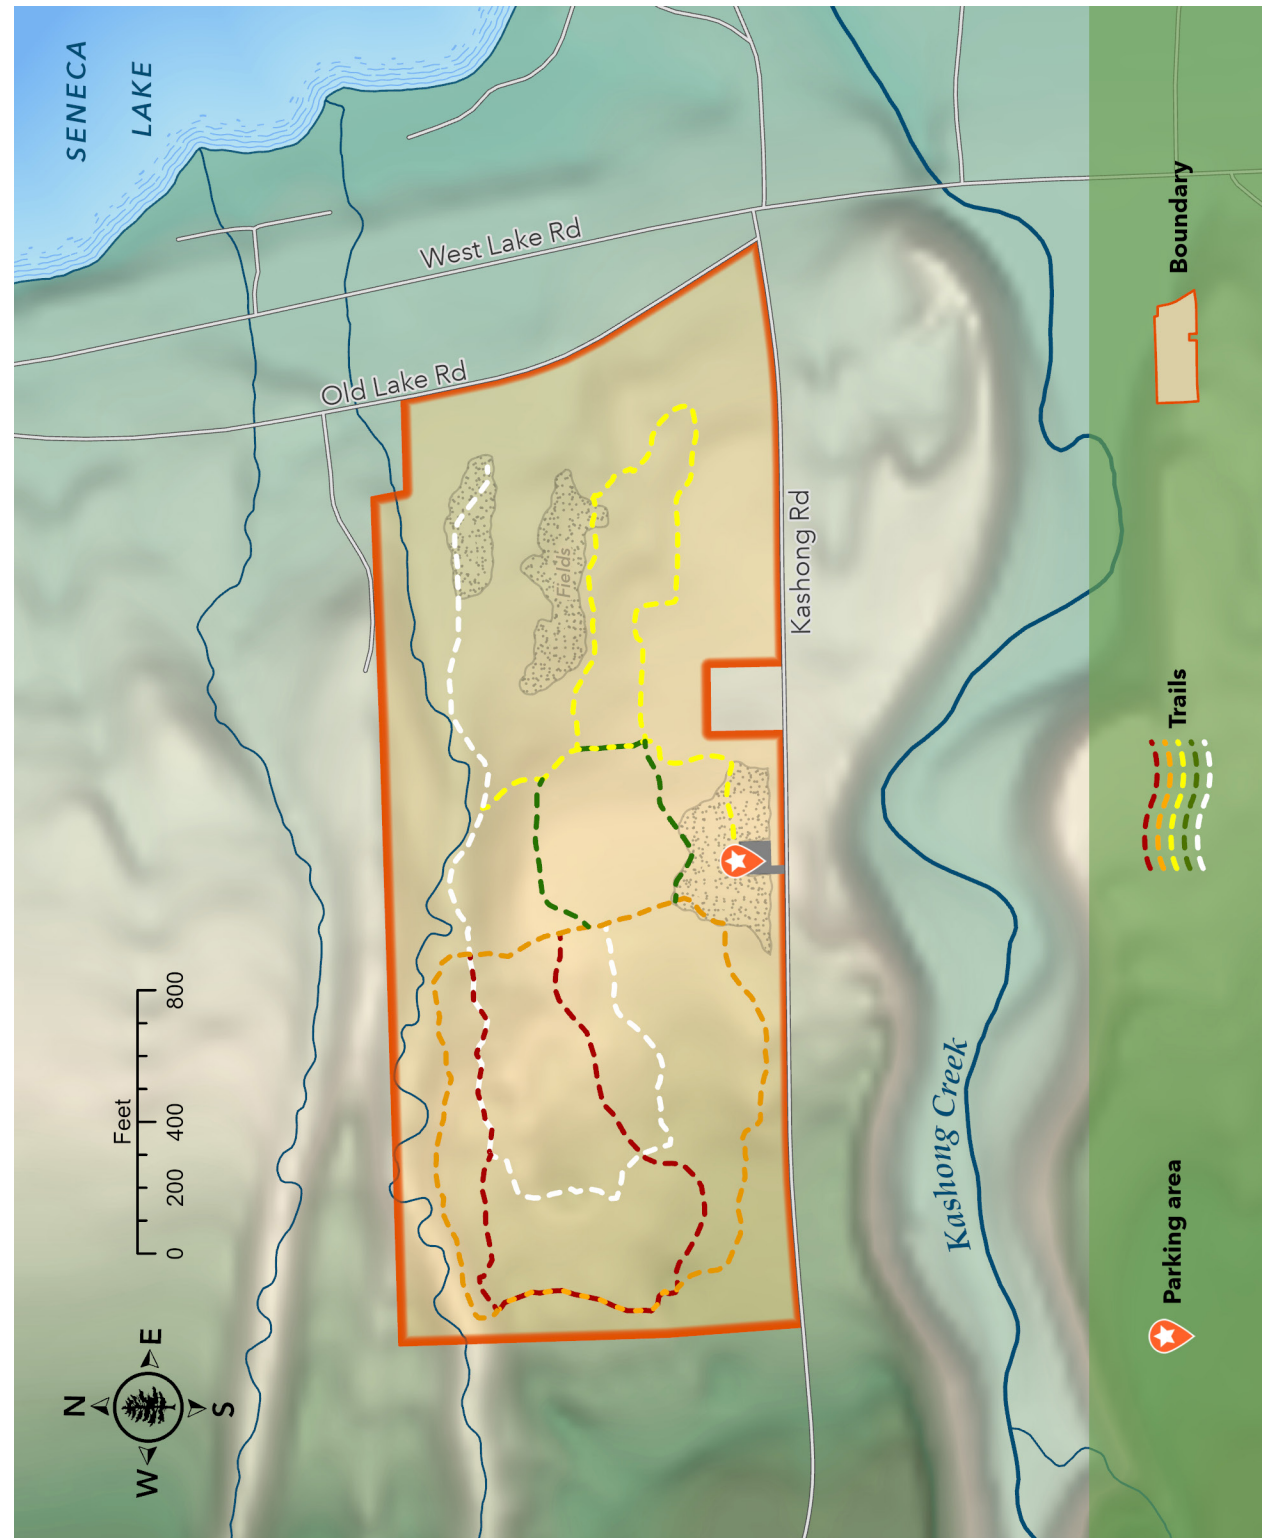 SENECA
LAKE
West Lake Rd
Old Lake Rd
Fields
Kashong Rd
Kashong Creek
Feet
0 200 400 800
N
W E
S
Parking area
Trails
Boundary